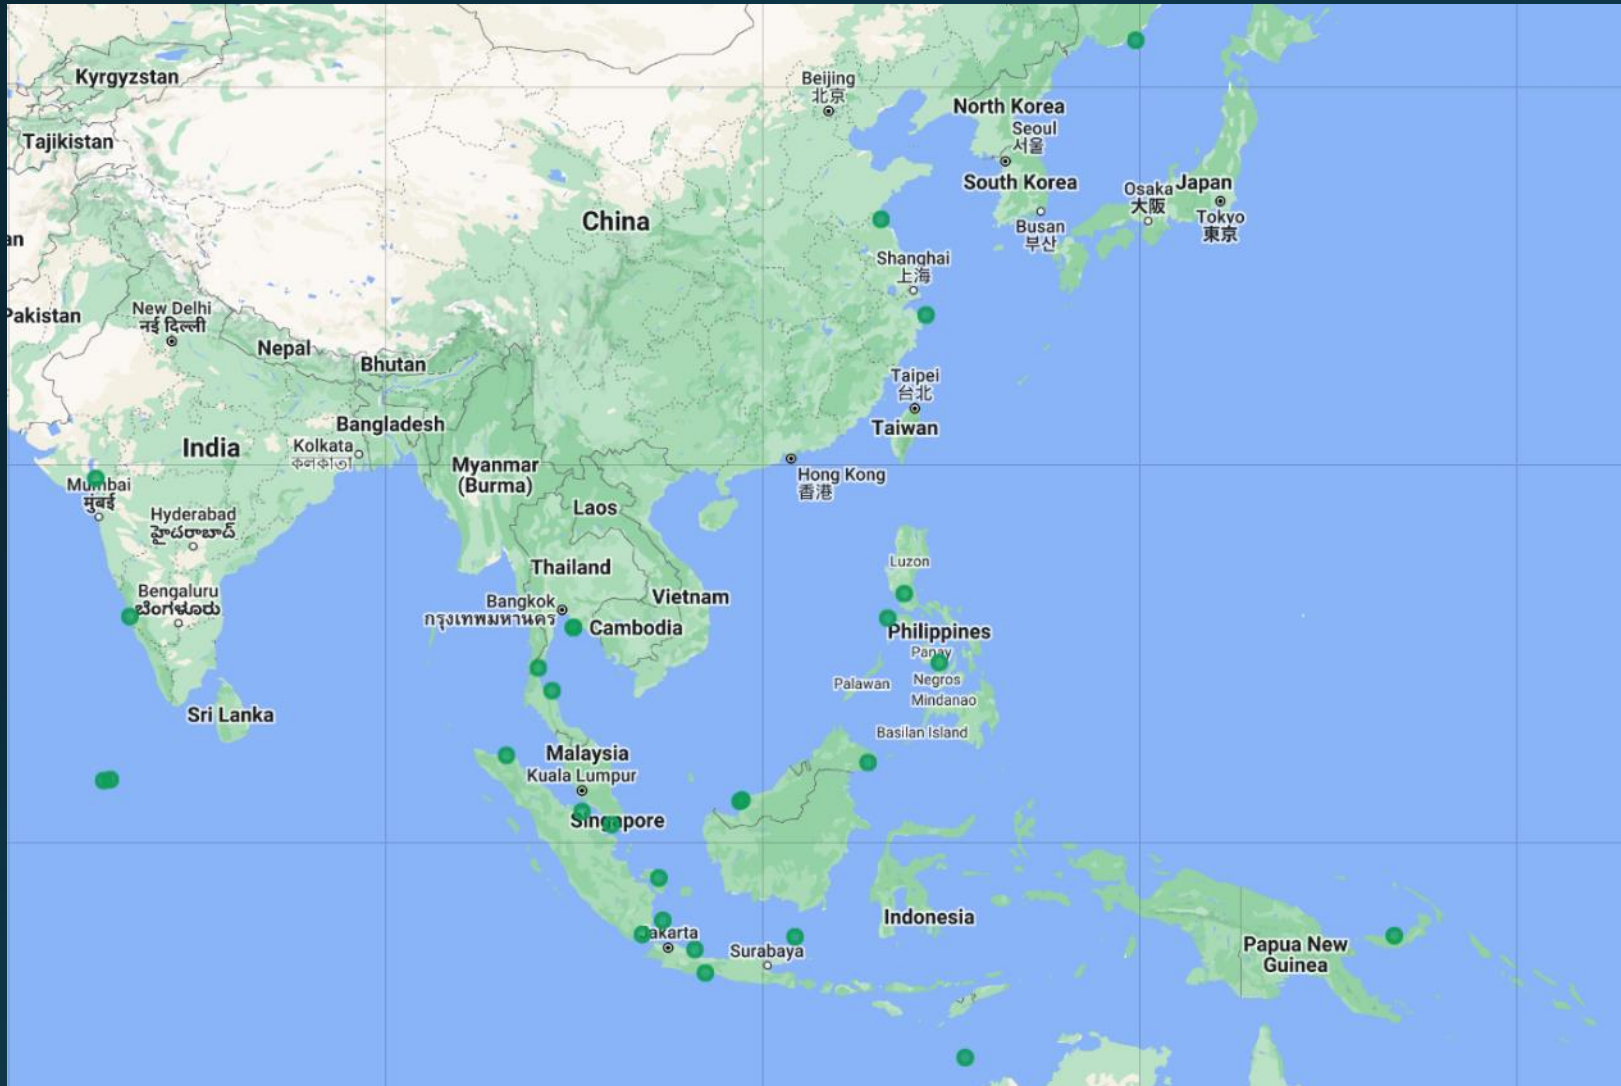 Kyrgyzstan
Tajikistan
an
Pakistan
New Delhi
नई दिल्ली
Nepal
Bhutan
Bangladesh
India
Kolkata
কলকাতা
Mumbai
मुंबई
Hyderabad
హైదరాబాద్
Bengaluru
ಬೆಂಗಳೂರು
Sri Lanka
China
Beijing
北京
North Korea
Seoul
서울
South Korea
Busan
부산
Osaka
大阪
Japan
Tokyo
東京
Shanghai
上海
Taipei
台北
Taiwan
Hong Kong
香港
Myanmar
(Burma)
Laos
Thailand
Bangkok
กรุงเทพมหานคร
Vietnam
Cambodia
Luzon
Philippines
Panay
Palawan
Negros
Mindanao
Basilan Island
Malaysia
Kuala Lumpur
Singapore
Indonesia
Jakarta
Surabaya
Papua New
Guinea